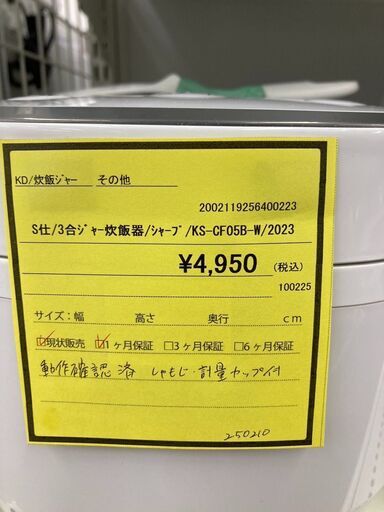 KD/炊飯ジャー その他
2002119256400223
S仕/3合ジャー炊飯器/シャープ/KS-CF05B-W/2023
¥4,950 (税込)
100225
サイズ:幅 高さ 奥行 cm
☑現状販売 ☑1ヶ月保証 □3ヶ月保証 □6ヶ月保証
動作確認済 しゃもじ・計量カップ付
250210